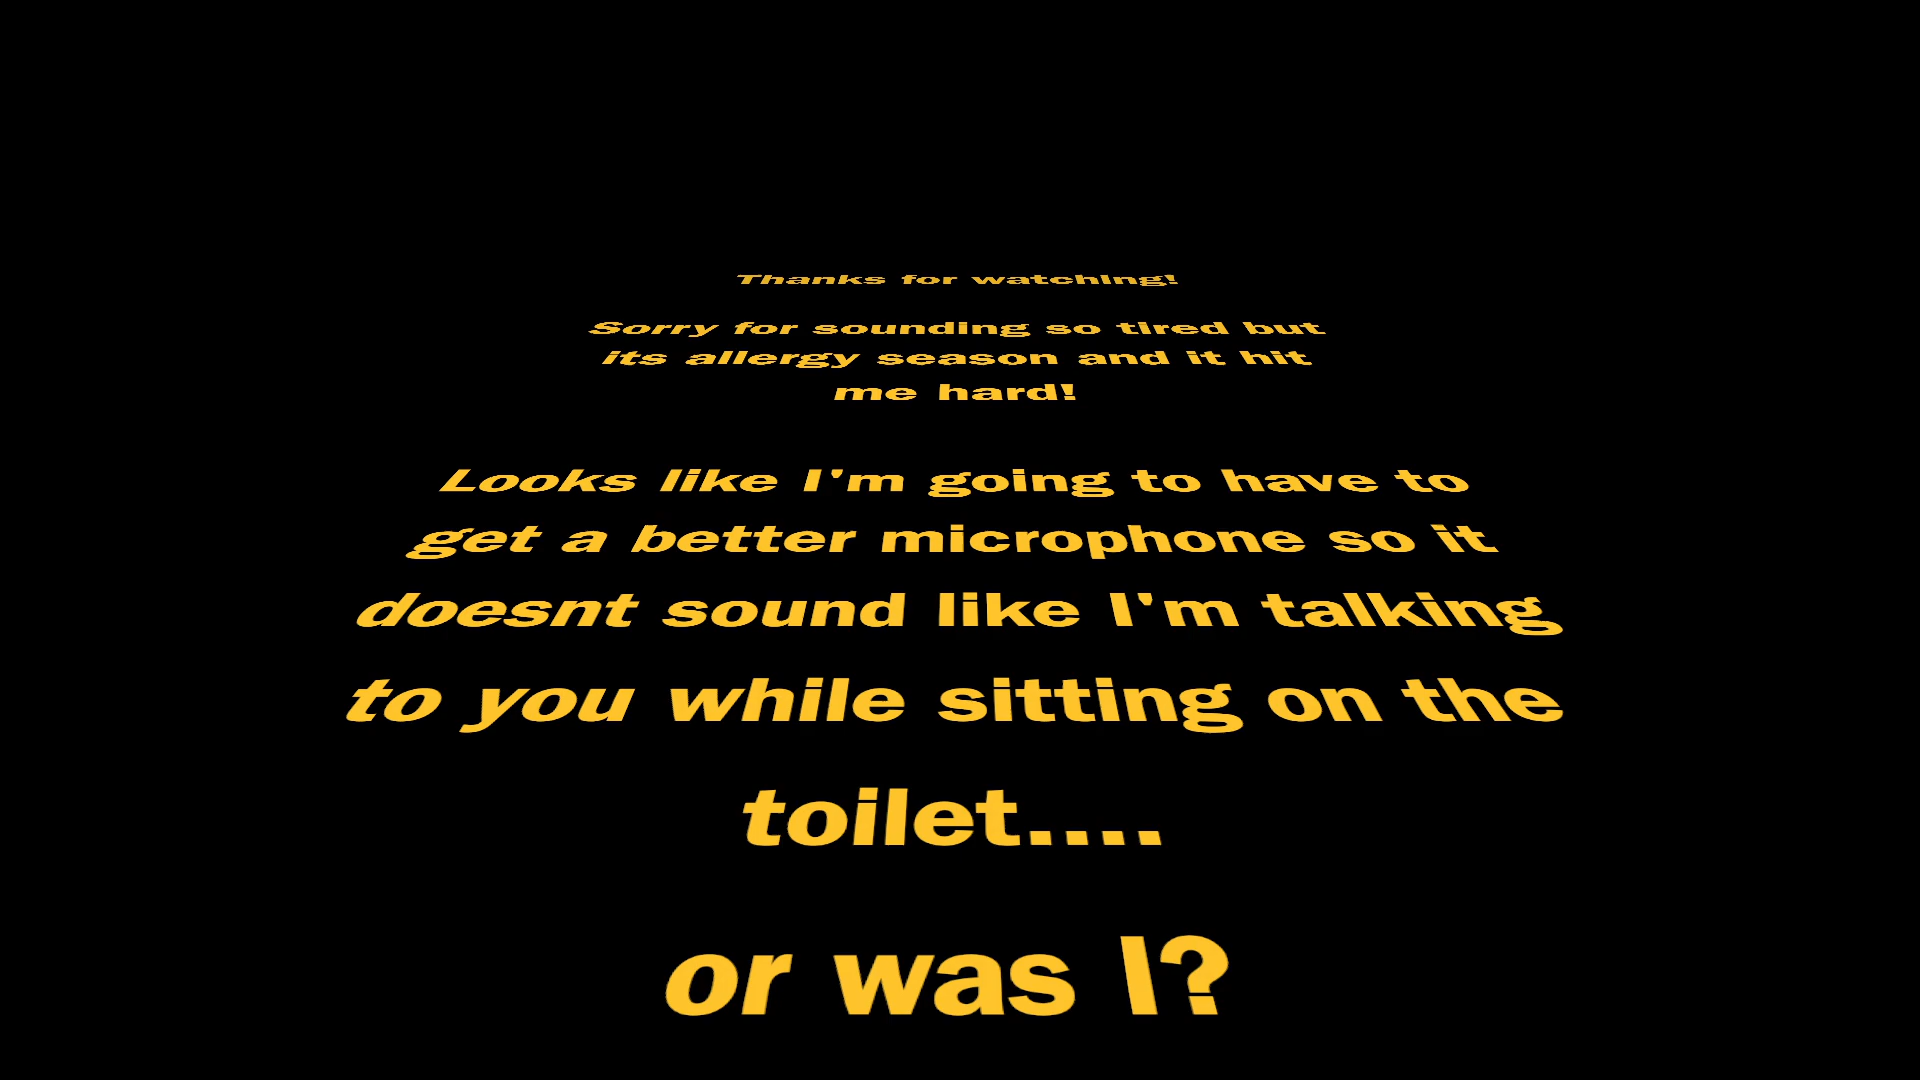 Thanks for watching!
Sorry for sounding so tired but
its allergy season and it hit
me hard!
Looks like I'm going to have to
get a better microphone so it
doesnt sound like I'm talking
to you while sitting on the
toilet....
or was I?